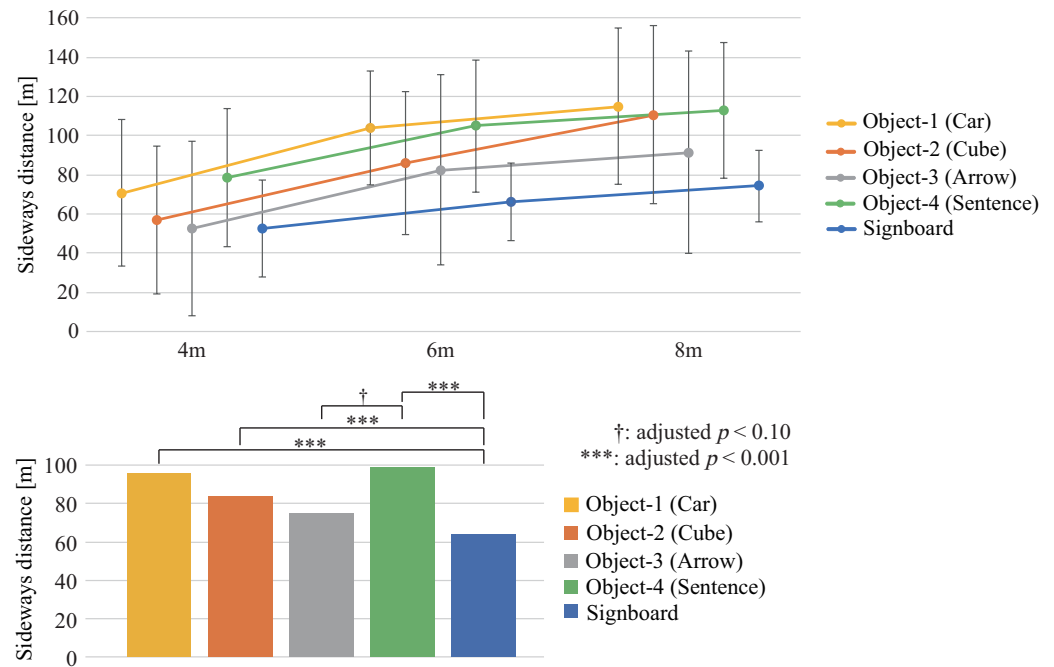 160
140
120
100
80
60
40
20
0
Sideways distance [m]
4m
6m
8m
Object-1 (Car)
Object-2 (Cube)
Object-3 (Arrow)
Object-4 (Sentence)
Signboard
***
†
***
***
†: adjusted p < 0.10
***: adjusted p < 0.001
100
80
60
40
20
0
Sideways distance [m]
Object-1 (Car)
Object-2 (Cube)
Object-3 (Arrow)
Object-4 (Sentence)
Signboard